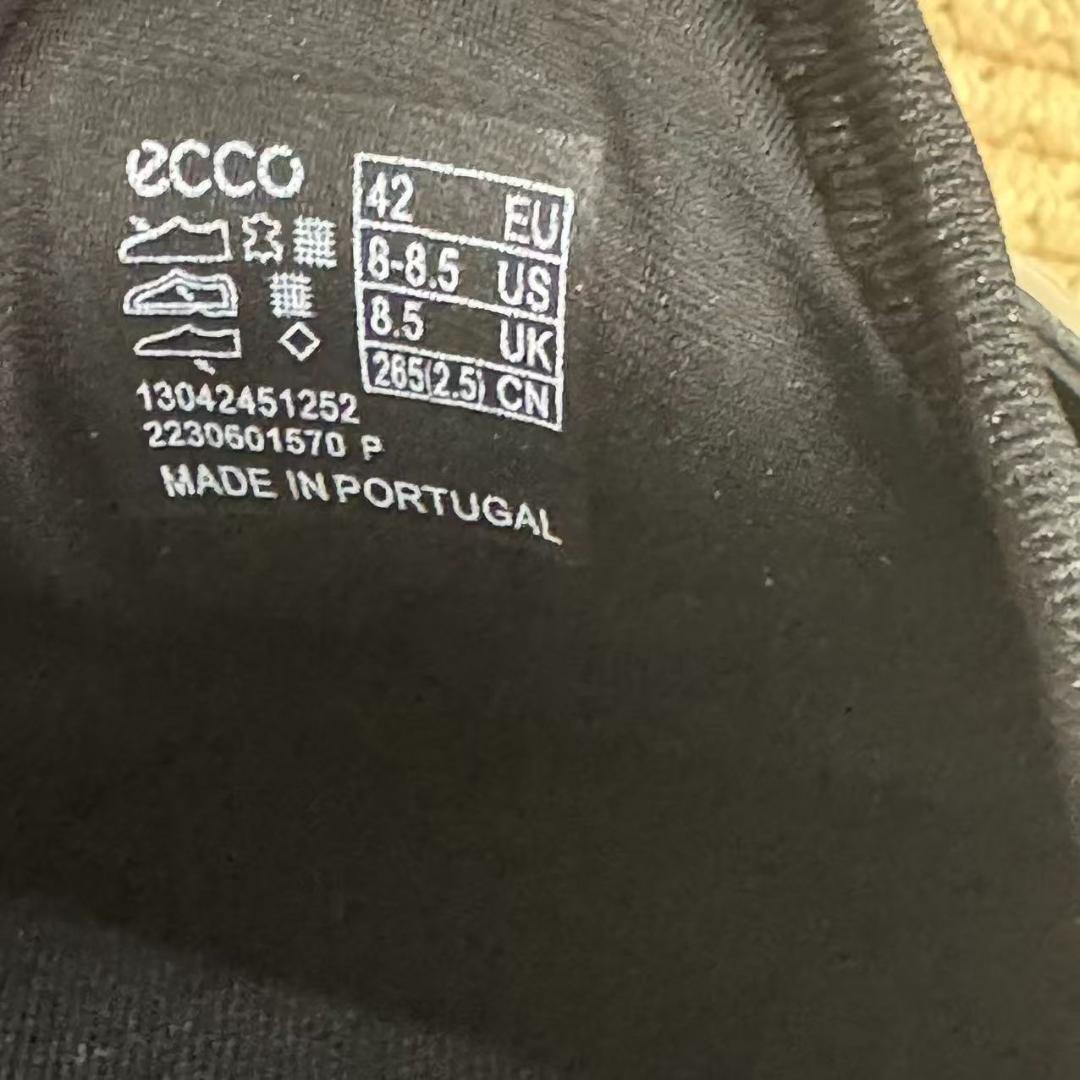 ecco
42 EU
8-8.5 US
8.5 UK
265(2.5) CN
13042451252
2230601570 P
MADE IN PORTUGAL